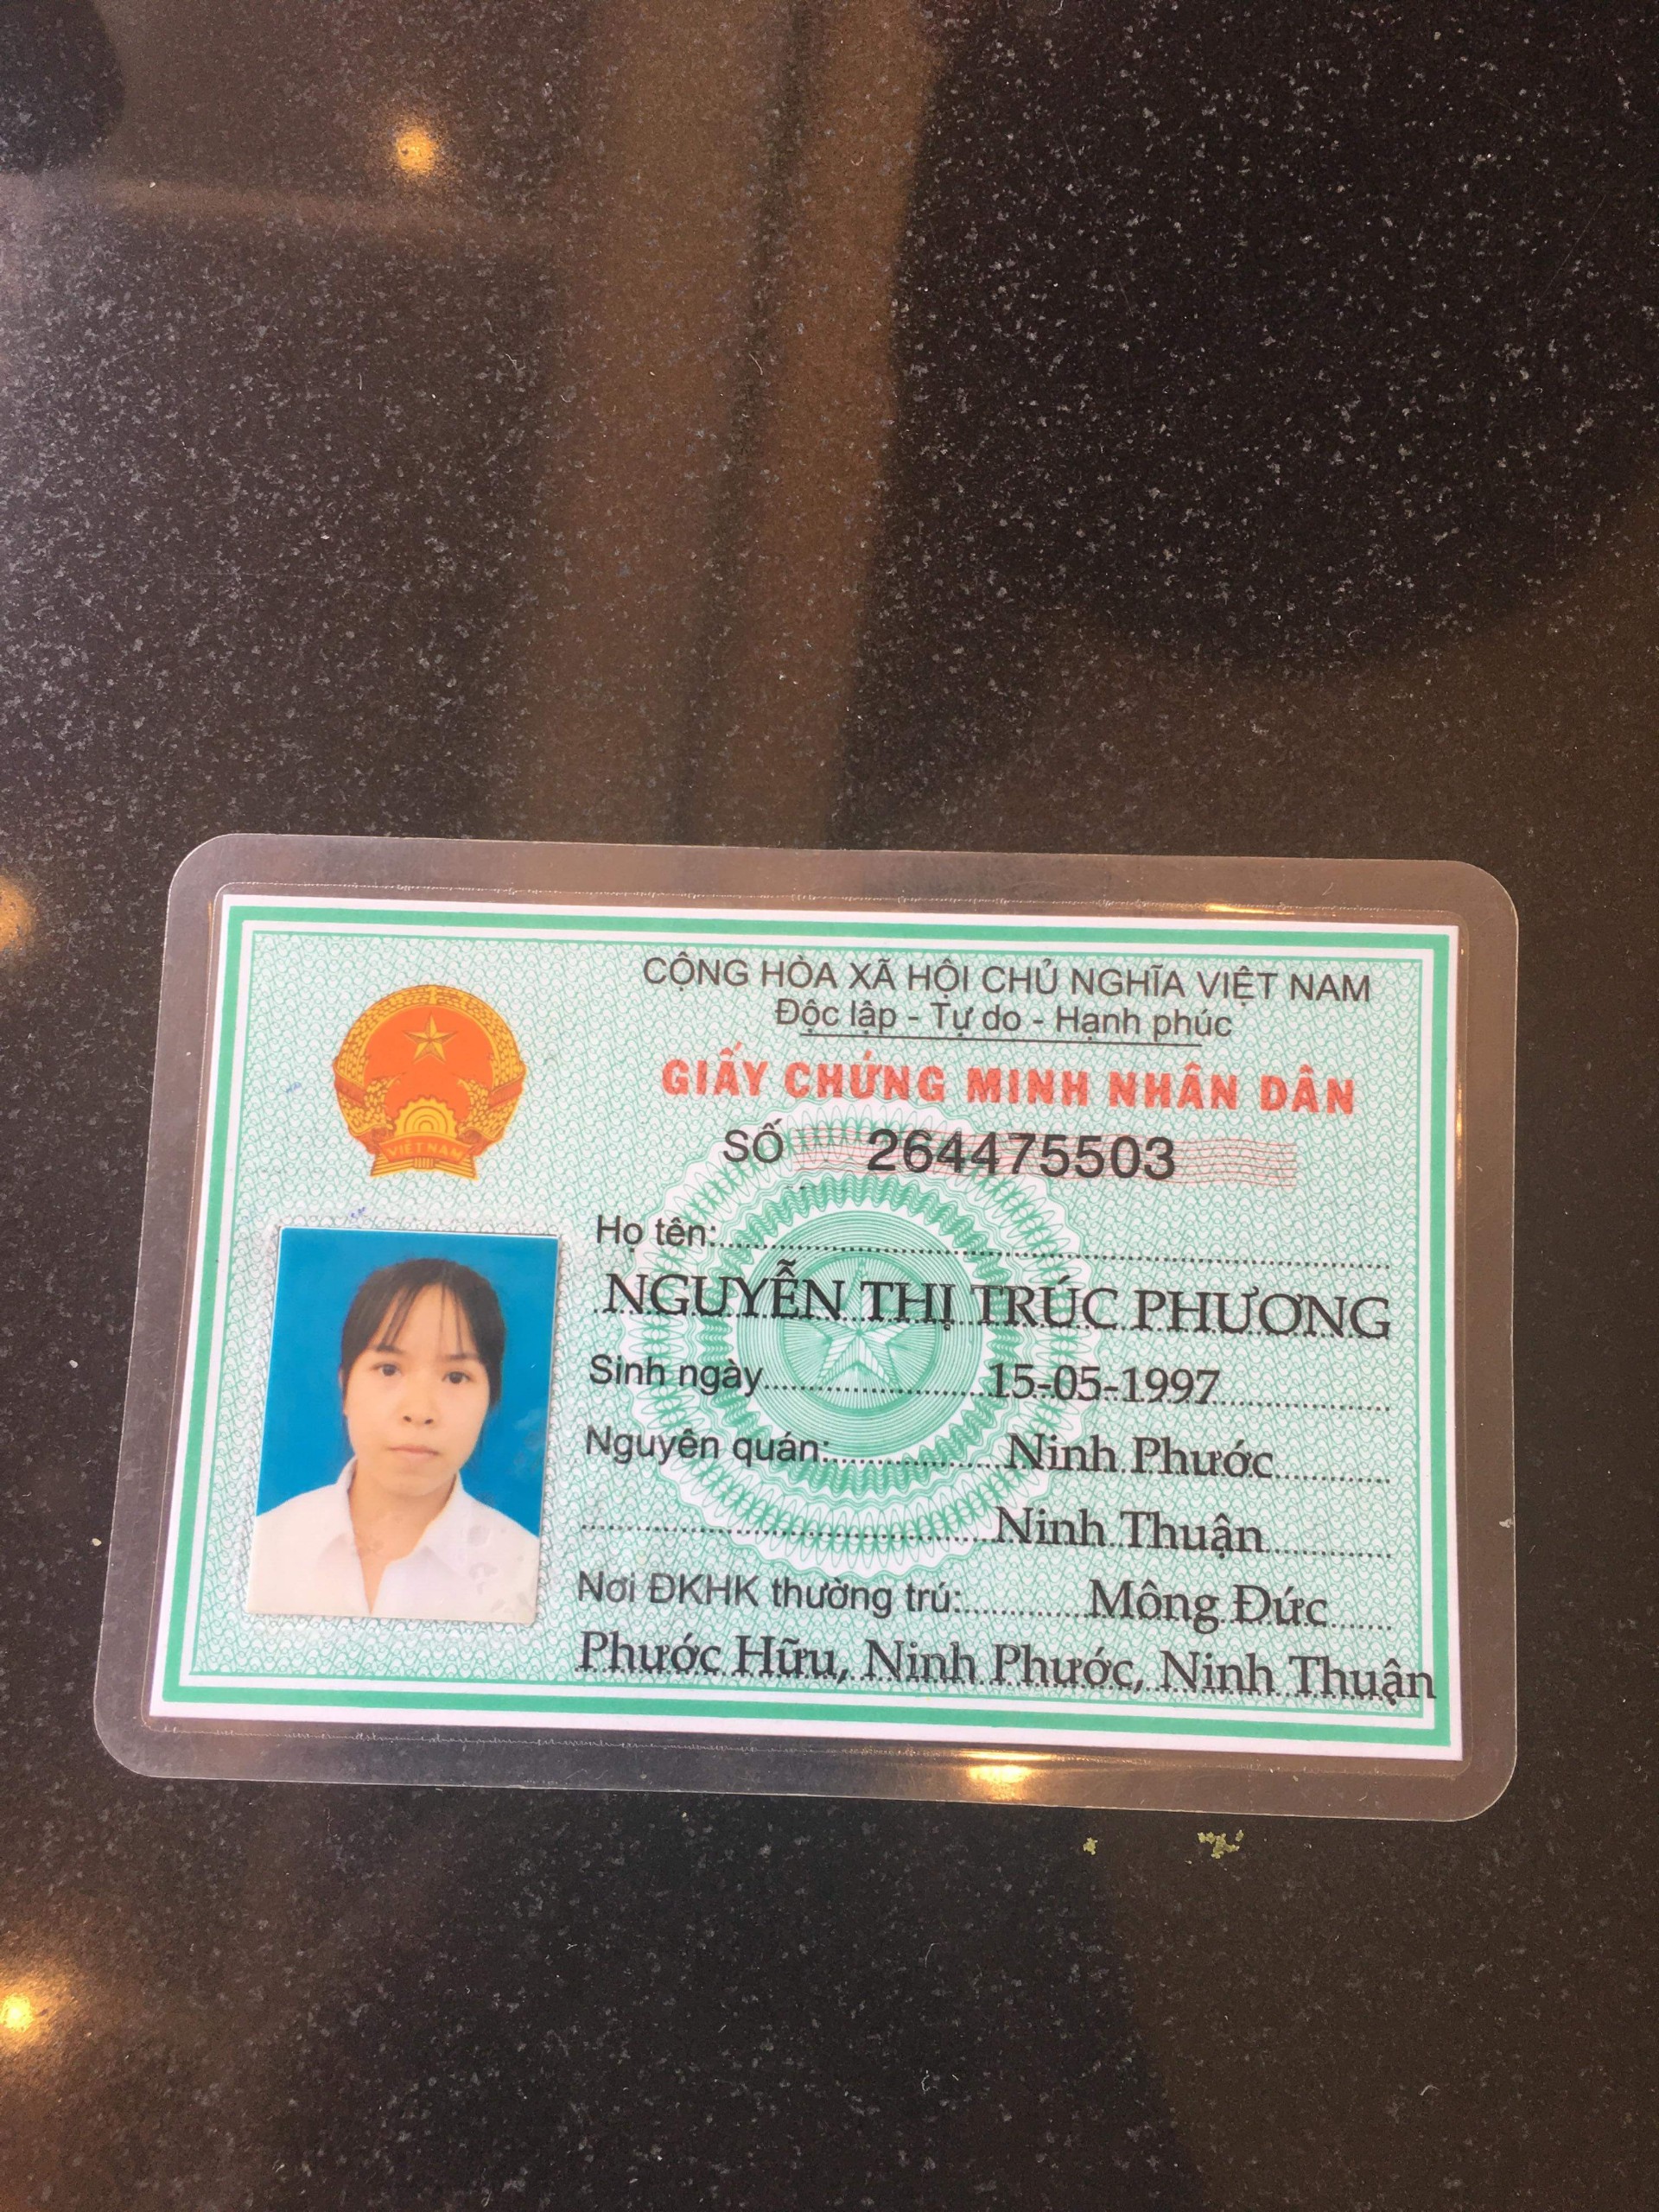 CỘNG HÒA XÃ HỘI CHỦ NGHĨA VIỆT NAM
Độc lập - Tự do - Hạnh phúc
GIẤY CHỨNG MINH NHÂN DÂN
SỐ 264475503
VIỆT NAM
Họ tên:
NGUYỄN THỊ TRÚC PHƯƠNG
Sinh ngày 15-05-1997
Nguyên quán: Ninh Phước
Ninh Thuận
Nơi ĐKHK thường trú: Mông Đức
Phước Hữu, Ninh Phước, Ninh Thuận